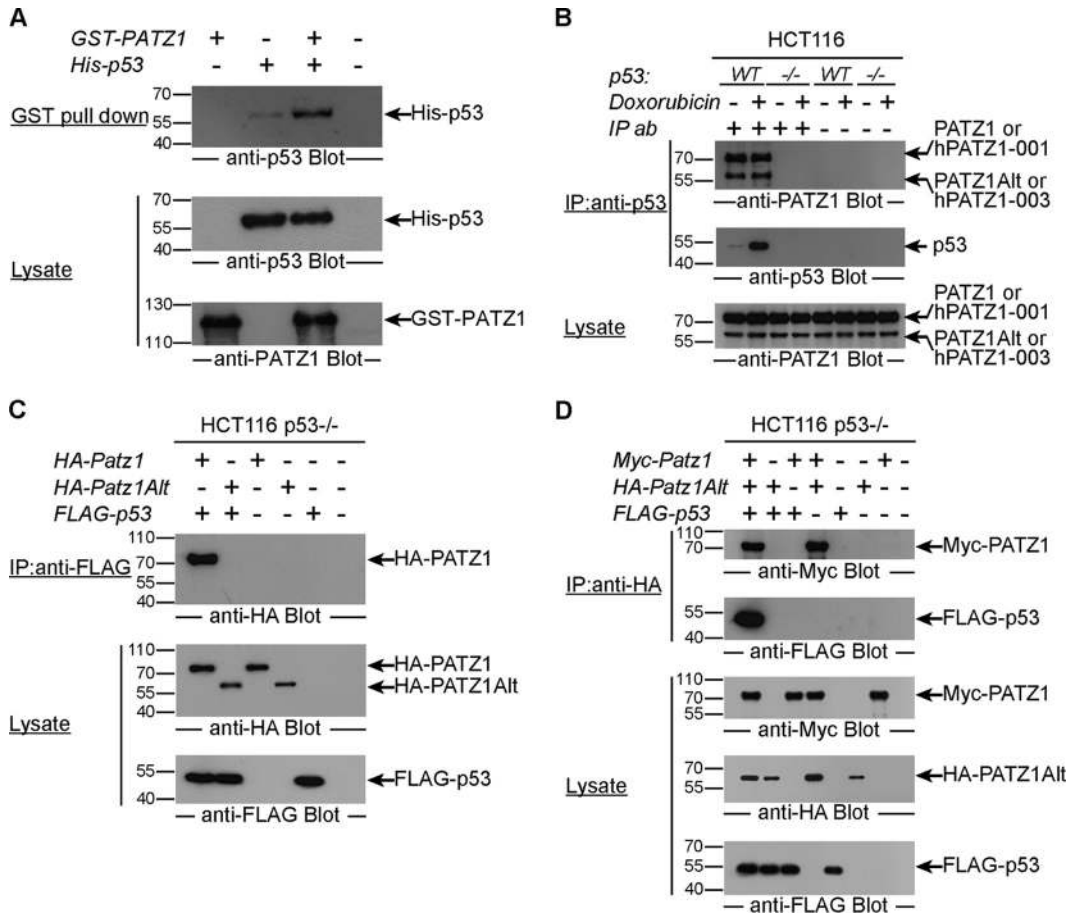 A
GST-PATZ1 + - + -
His-p53 - + + -
GST pull down
70
55
40
His-p53
anti-p53 Blot
Lysate
70
55
40
His-p53
anti-p53 Blot
130
110
GST-PATZ1
anti-PATZ1 Blot
B
HCT116
p53: WT -/- WT -/-
Doxorubicin - + - + - + - +
IP ab + + + + - - - -
IP:anti-p53
70
55
PATZ1 or
hPATZ1-001
PATZ1Alt or
hPATZ1-003
anti-PATZ1 Blot
55
40
p53
anti-p53 Blot
Lysate
70
55
PATZ1 or
hPATZ1-001
PATZ1Alt or
hPATZ1-003
anti-PATZ1 Blot
C
HCT116 p53-/-
HA-Patz1 + - + - - -
HA-Patz1Alt - + - + - -
FLAG-p53 + + - - + -
IP:anti-FLAG
110
70
55
40
HA-PATZ1
anti-HA Blot
Lysate
110
70
55
40
HA-PATZ1
HA-PATZ1Alt
anti-HA Blot
55
40
FLAG-p53
anti-FLAG Blot
D
HCT116 p53-/-
Myc-Patz1 + - + + - - + -
HA-Patz1Alt + + - + - + - -
FLAG-p53 + + + - + - - -
IP:anti-HA
110
70
Myc-PATZ1
anti-Myc Blot
55
40
FLAG-p53
anti-FLAG Blot
Lysate
110
70
55
Myc-PATZ1
anti-Myc Blot
70
55
HA-PATZ1Alt
anti-HA Blot
70
55
40
FLAG-p53
anti-FLAG Blot